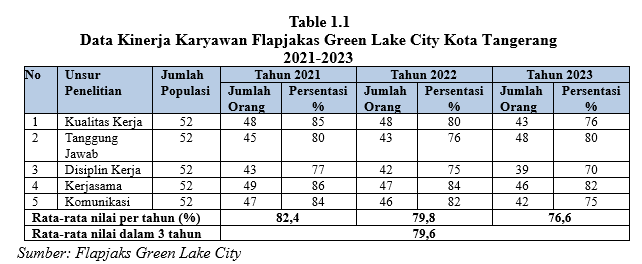 Table 1.1
Data Kinerja Karyawan Flapjakas Green Lake City Kota Tangerang
2021-2023
No Unsur Penelitian Jumlah Populasi Tahun 2021 Tahun 2022 Tahun 2023
Jumlah Orang Persentasi % Jumlah Orang Persentasi % Jumlah Orang Persentasi %
1 Kualitas Kerja 52 48 85 48 80 43 76
2 Tanggung Jawab 52 45 80 43 76 48 80
3 Disiplin Kerja 52 43 77 42 75 39 70
4 Kerjasama 52 49 86 47 84 46 82
5 Komunikasi 52 47 84 46 82 42 75
Rata-rata nilai per tahun (%) 82,4 79,8 76,6
Rata-rata nilai dalam 3 tahun 79,6
Sumber: Flapjaks Green Lake City